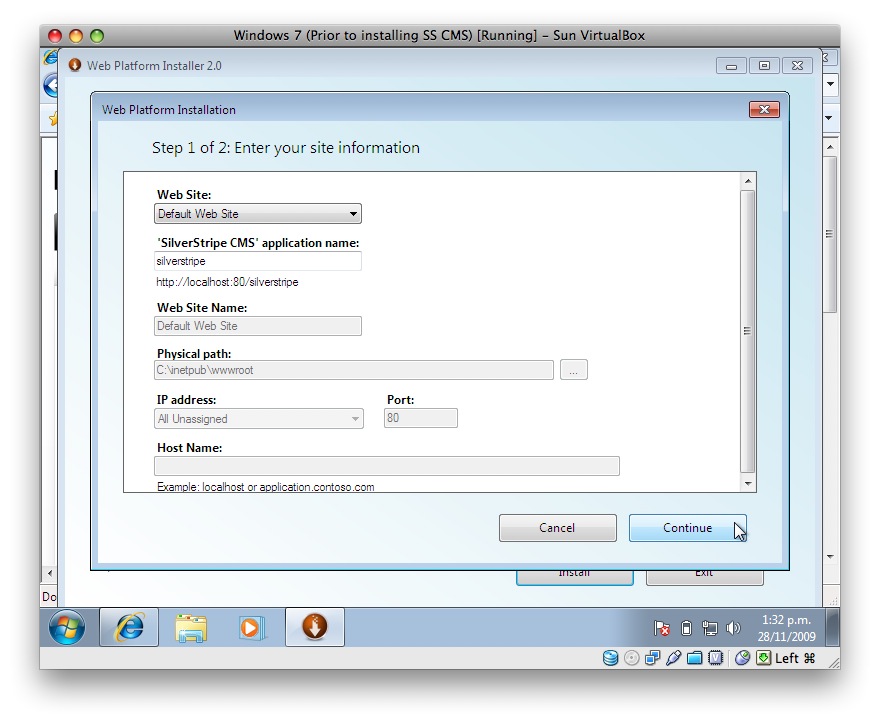 Windows 7 (Prior to installing SS CMS) [Running] – Sun VirtualBox
Web Platform Installer 2.0
Web Platform Installation
Step 1 of 2: Enter your site information
Web Site:
Default Web Site
'SilverStripe CMS' application name:
silverstripe
http://localhost:80/silverstripe
Web Site Name:
Default Web Site
Physical path:
C:\inetpub\wwwroot
...
IP address:
Port:
All Unassigned
80
Host Name:
Example: localhost or application.contoso.com
Cancel
Continue
Install
Exit
Do
1:32 p.m.
28/11/2009
Left ⌘